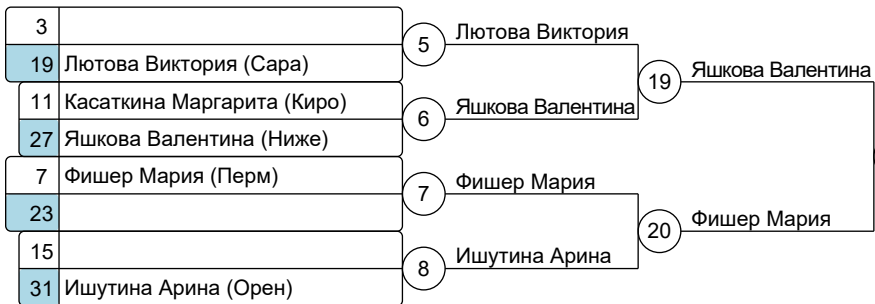 3
19 Лютова Виктория (Сара)
5 Лютова Виктория
11 Касаткина Маргарита (Киро)
27 Яшкова Валентина (Ниже)
6 Яшкова Валентина
19 Яшкова Валентина
7 Фишер Мария (Перм)
23
7 Фишер Мария
15
31 Ишутина Арина (Орен)
8 Ишутина Арина
20 Фишер Мария